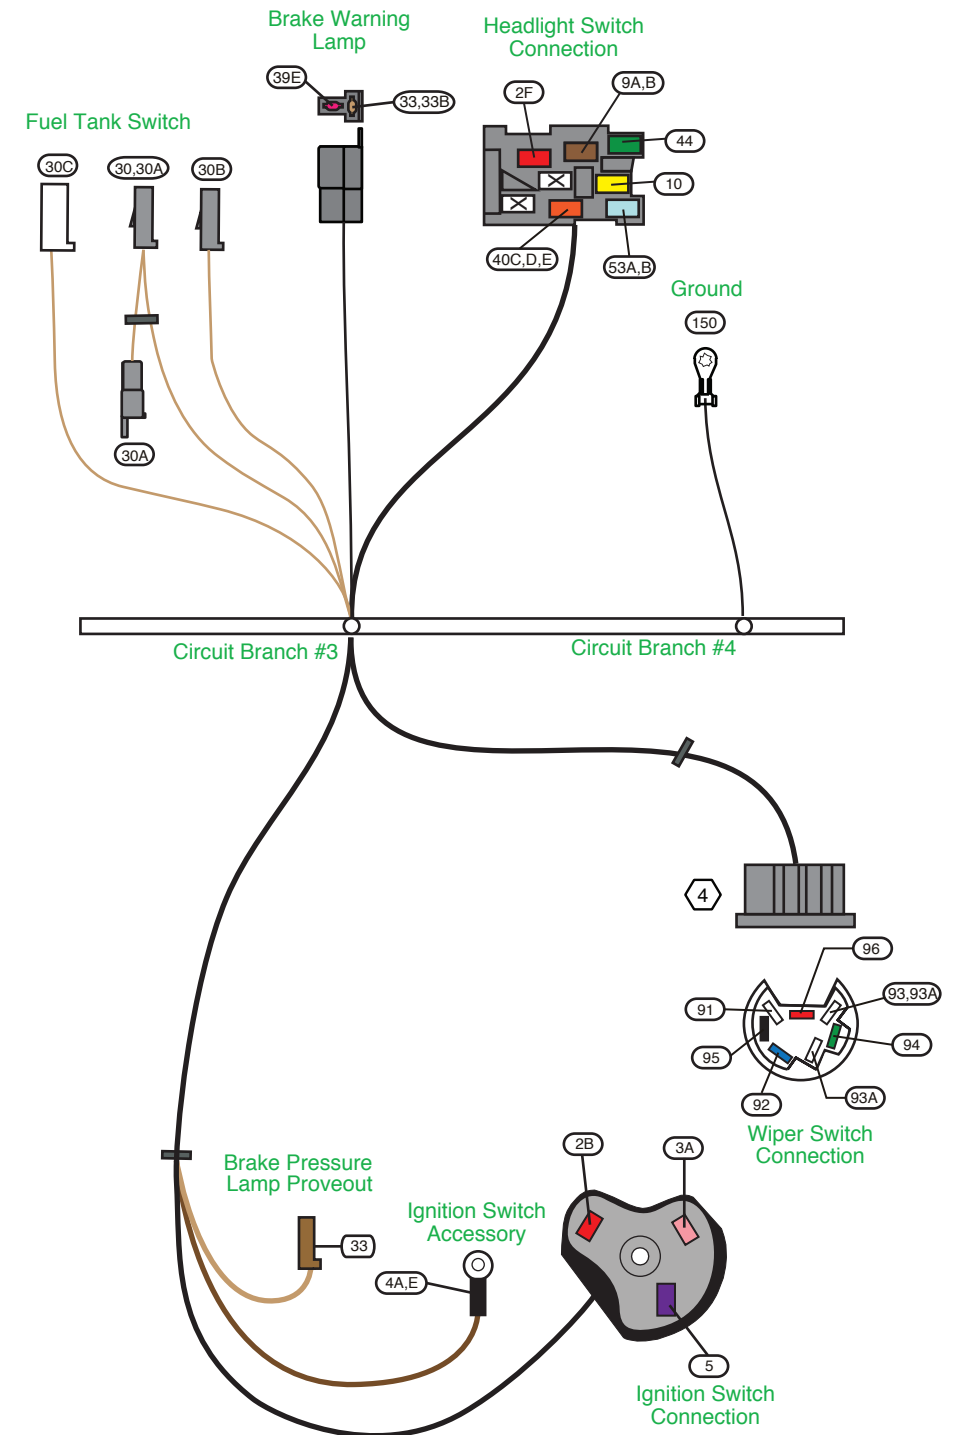 Brake Warning
Lamp
Headlight Switch
Connection
39E
33,33B
2F
9A,B
Fuel Tank Switch
44
30C
30,30A
30B
10
40C,D,E
53A,B
Ground
150
30A
Circuit Branch #3
Circuit Branch #4
4
96
91
93,93A
95
94
92
93A
Wiper Switch
Connection
Brake Pressure
Lamp Proveout
2B
3A
Ignition Switch
Accessory
33
4A,E
5
Ignition Switch
Connection